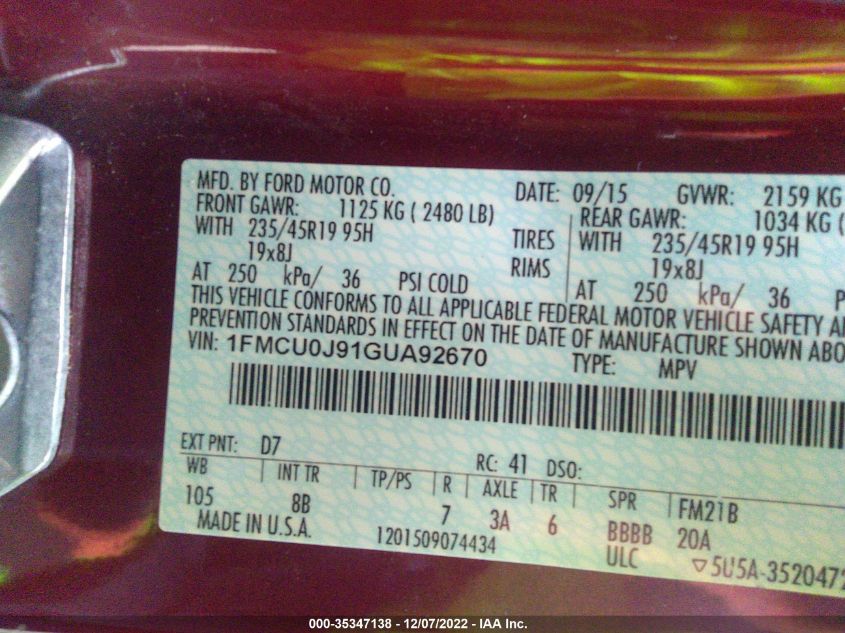 MFD. BY FORD MOTOR CO. DATE: 09/15 GVWR: 2159 KG
FRONT GAWR: 1125 KG ( 2480 LB) REAR GAWR: 1034 KG (
WITH 235/45R19 95H TIRES WITH 235/45R19 95H
19x8J RIMS 19x8J
AT 250 kPa/ 36 PSI COLD AT 250 kPa/ 36
THIS VEHICLE CONFORMS TO ALL APPLICABLE FEDERAL MOTOR VEHICLE SAFETY
PREVENTION STANDARDS IN EFFECT ON THE DATE OF MANUFACTURE SHOWN ABO
VIN: 1FMCU0J91GUA92670 TYPE: MPV
EXT PNT: D7 RC: 41 DSO:
WB INT TR TP/PS R AXLE TR SPR FM21B
105 8B 7 3A 6 BBBB 20A
MADE IN U.S.A. 1201509074434 ULC ▽5U5A-3520472
000-35347138 - 12/07/2022 - IAA Inc.